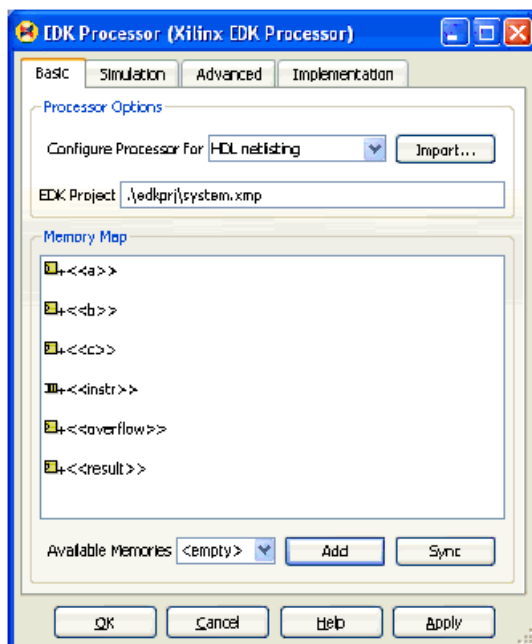 EDK Processor (Xilinx EDK Processor)
Basic Simulation Advanced Implementation
Processor Options
Configure Processor for HDL netlisting Import...
EDK Project .\edkprj\system.xmp
Memory Map
<<a>>
<<b>>
<<c>>
<<instr>>
<<overflow>>
<<result>>
Available Memories <empty> Add Sync
OK Cancel Help Apply